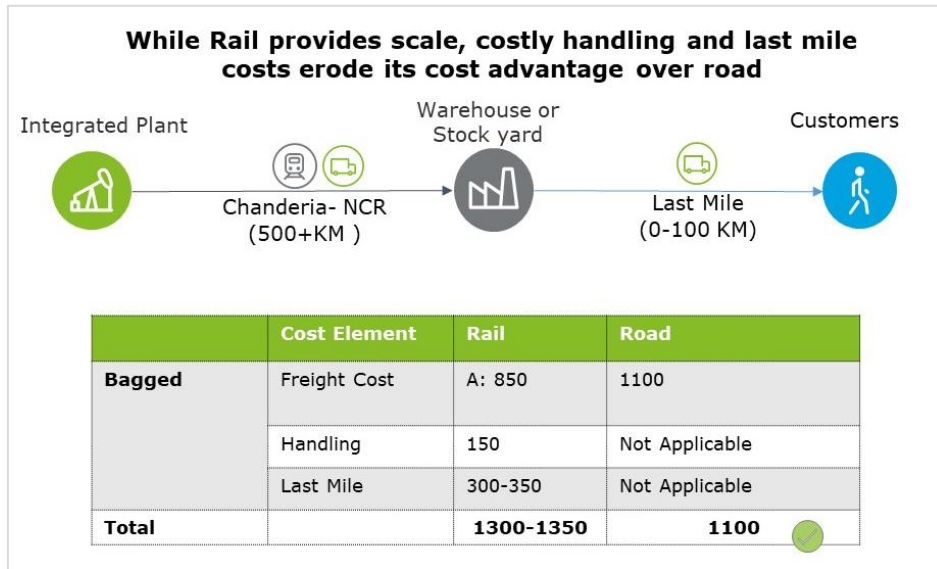 While Rail provides scale, costly handling and last mile
costs erode its cost advantage over road
Integrated Plant
Warehouse or
Stock yard
Customers
Chanderia- NCR
(500+KM )
Last Mile
(0-100 KM)
Cost Element Rail Road
Bagged Freight Cost A: 850 1100
Handling 150 Not Applicable
Last Mile 300-350 Not Applicable
Total 1300-1350 1100